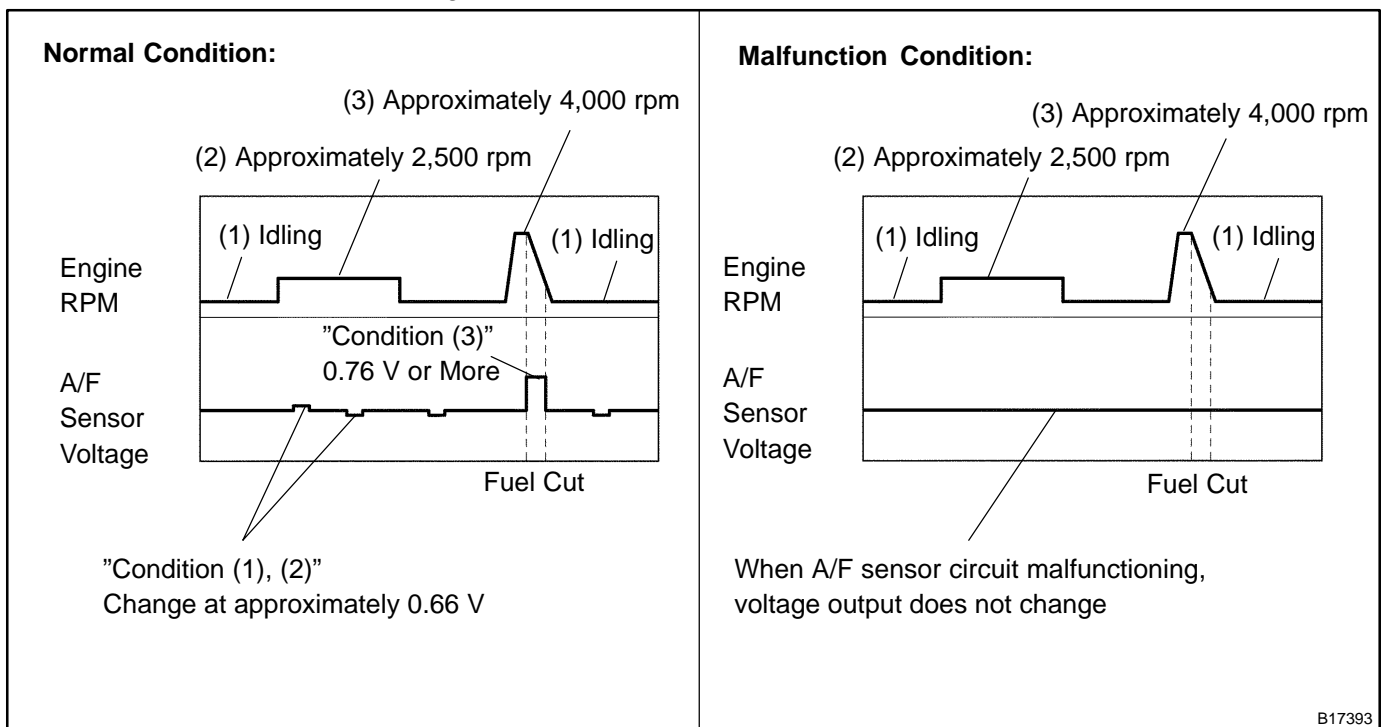 Normal Condition:
(3) Approximately 4,000 rpm
(2) Approximately 2,500 rpm
(1) Idling
(1) Idling
Engine
RPM
”Condition (3)”
0.76 V or More
A/F
Sensor
Voltage
Fuel Cut
”Condition (1), (2)”
Change at approximately 0.66 V
Malfunction Condition:
(3) Approximately 4,000 rpm
(2) Approximately 2,500 rpm
(1) Idling
(1) Idling
Engine
RPM
A/F
Sensor
Voltage
Fuel Cut
When A/F sensor circuit malfunctioning,
voltage output does not change
B17393